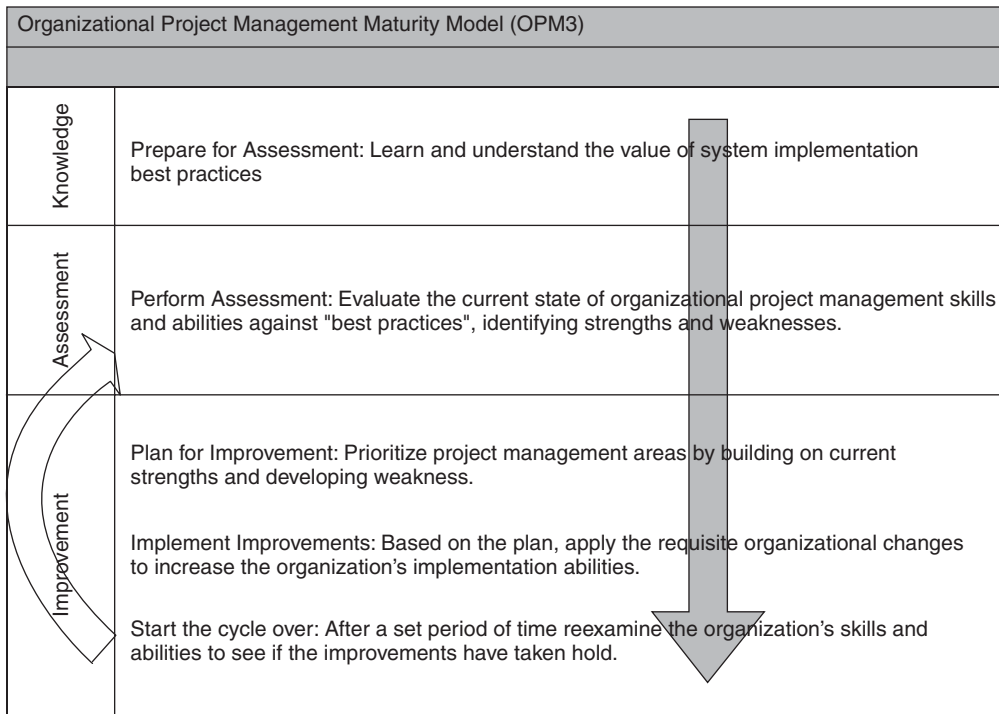 Organizational Project Management Maturity Model (OPM3)
Knowledge
Prepare for Assessment: Learn and understand the value of system implementation
best practices
Assessment
Perform Assessment: Evaluate the current state of organizational project management skills
and abilities against "best practices", identifying strengths and weaknesses.
Improvement
Plan for Improvement: Prioritize project management areas by building on current
strengths and developing weakness.
Implement Improvements: Based on the plan, apply the requisite organizational changes
to increase the organization’s implementation abilities.
Start the cycle over: After a set period of time reexamine the organization’s skills and
abilities to see if the improvements have taken hold.